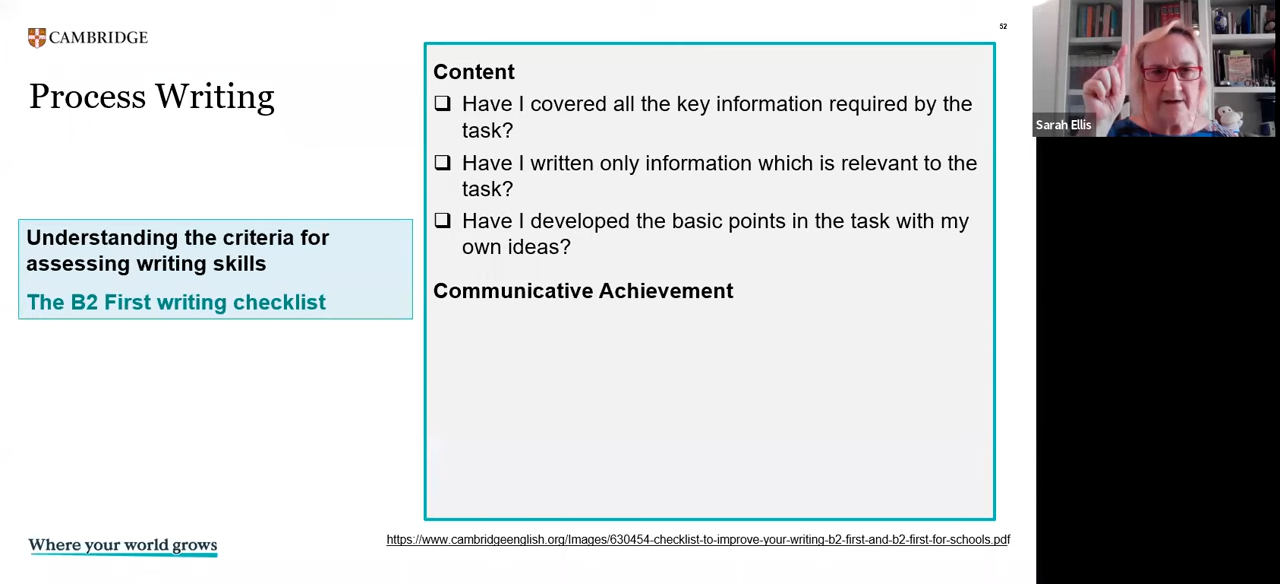 52
CAMBRIDGE
Process Writing
Understanding the criteria for
assessing writing skills
The B2 First writing checklist
Content
❑ Have I covered all the key information required by the
task?
❑ Have I written only information which is relevant to the
task?
❑ Have I developed the basic points in the task with my
own ideas?
Communicative Achievement
Where your world grows
https://www.cambridgeenglish.org/Images/630454-checklist-to-improve-your-writing-b2-first-and-b2-first-for-schools.pdf
Sarah Ellis